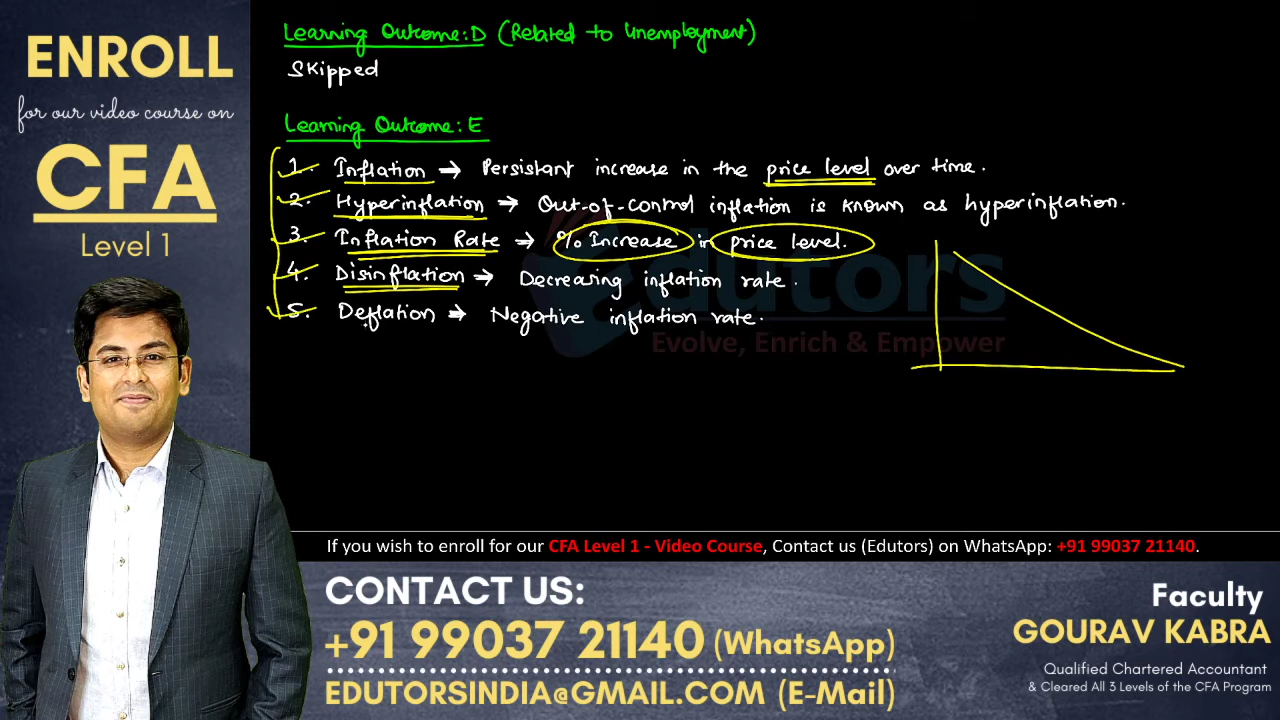 ENROLL
for our video course on
CFA
Level 1
Learning Outcome: D (Related to Unemployment)
Skipped
Learning Outcome: E
1. Inflation → Persistant increase in the price level over time.
2. Hyperinflation → Out-of-control inflation is known as hyperinflation.
3. Inflation Rate → % Increase in price level.
4. Disinflation → Decreasing inflation rate.
5. Deflation → Negative inflation rate.
Edutors
Evolve, Enrich & Empower
If you wish to enroll for our CFA Level 1 - Video Course, Contact us (Edutors) on WhatsApp: +91 99037 21140.
CONTACT US:
+91 99037 21140 (WhatsApp)
EDUTORSINDIA@GMAIL.COM (E-Mail)
Faculty
GOURAV KABRA
Qualified Chartered Accountant
& Cleared All 3 Levels of the CFA Program